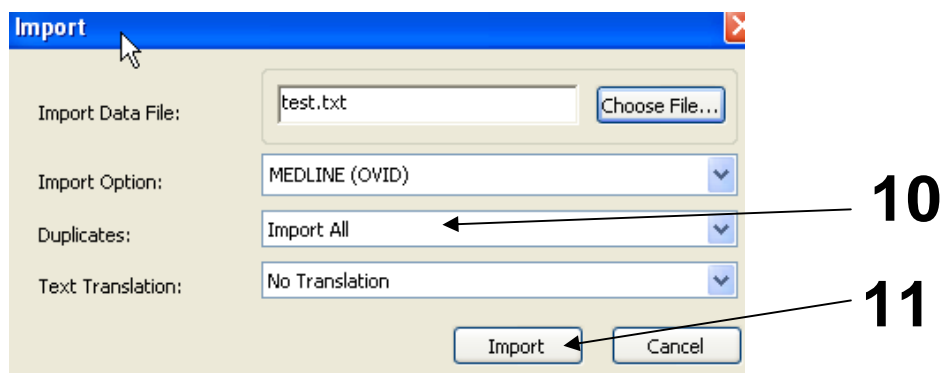 Import
Import Data File: test.txt Choose File...
Import Option: MEDLINE (OVID)
Duplicates: Import All
10
Text Translation: No Translation
11
Import Cancel